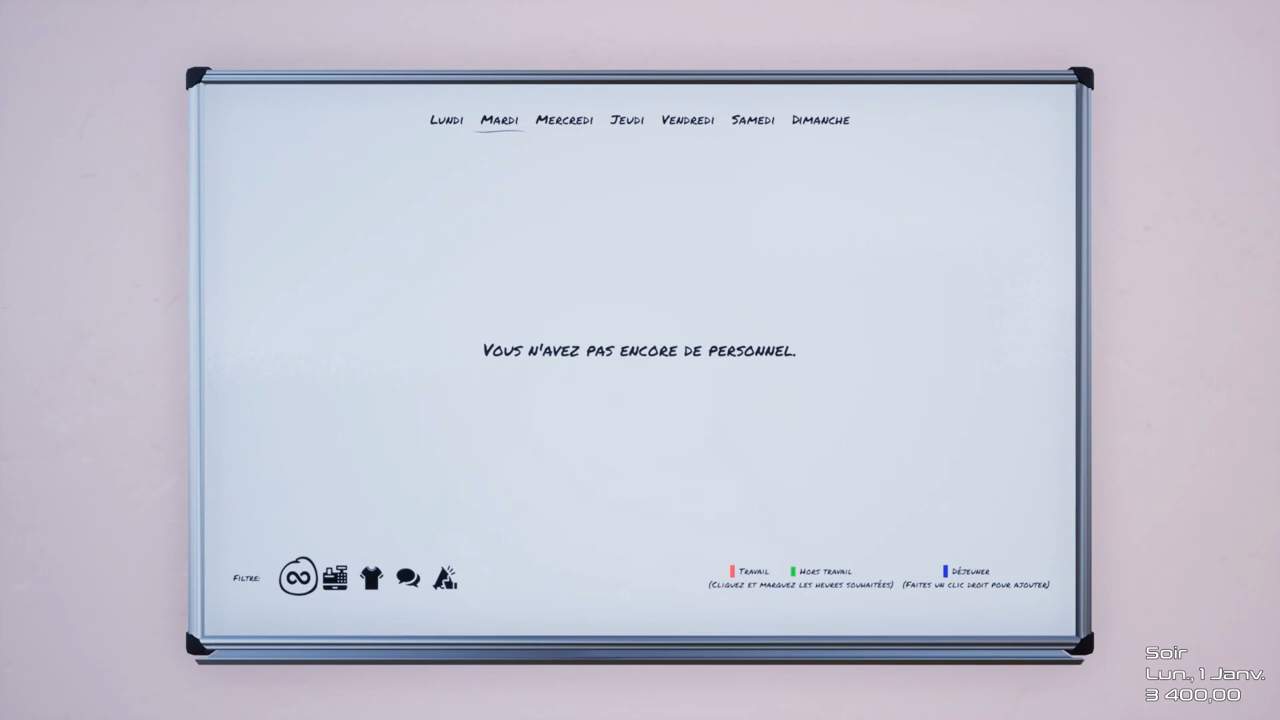 Lundi Mardi Mercredi Jeudi Vendredi Samedi Dimanche
Vous n'avez pas encore de personnel.
Filtre:
Travail Hors travail Déjeuner
(Cliquez et marquez les heures souhaitées) (Faites un clic droit pour ajouter)
Soir
Lun., 1 Janv.
3 400,00